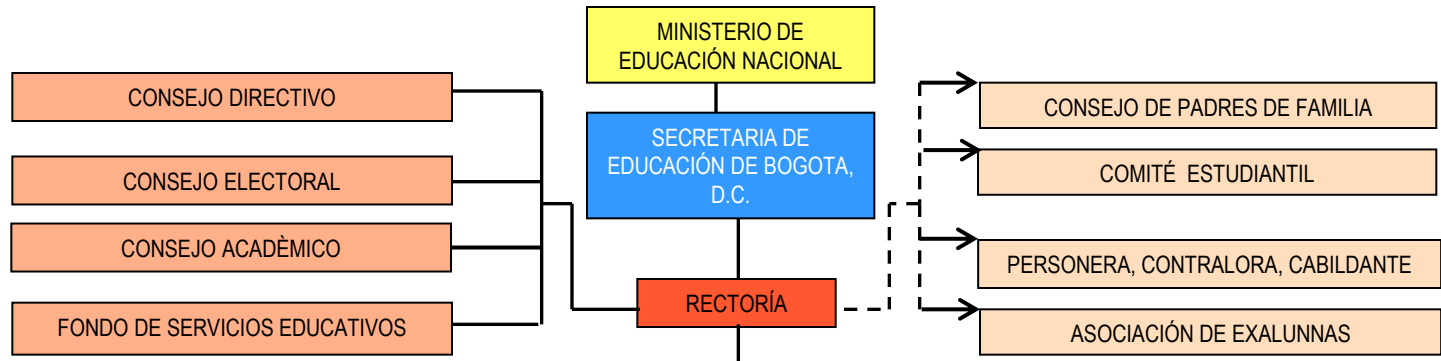 MINISTERIO DE
EDUCACIÓN NACIONAL
CONSEJO DIRECTIVO
CONSEJO DE PADRES DE FAMILIA
SECRETARIA DE
EDUCACIÓN DE BOGOTA,
D.C.
CONSEJO ELECTORAL
COMITÉ ESTUDIANTIL
CONSEJO ACADÈMICO
PERSONERA, CONTRALORA, CABILDANTE
RECTORÍA
FONDO DE SERVICIOS EDUCATIVOS
ASOCIACIÓN DE EXALUNNAS